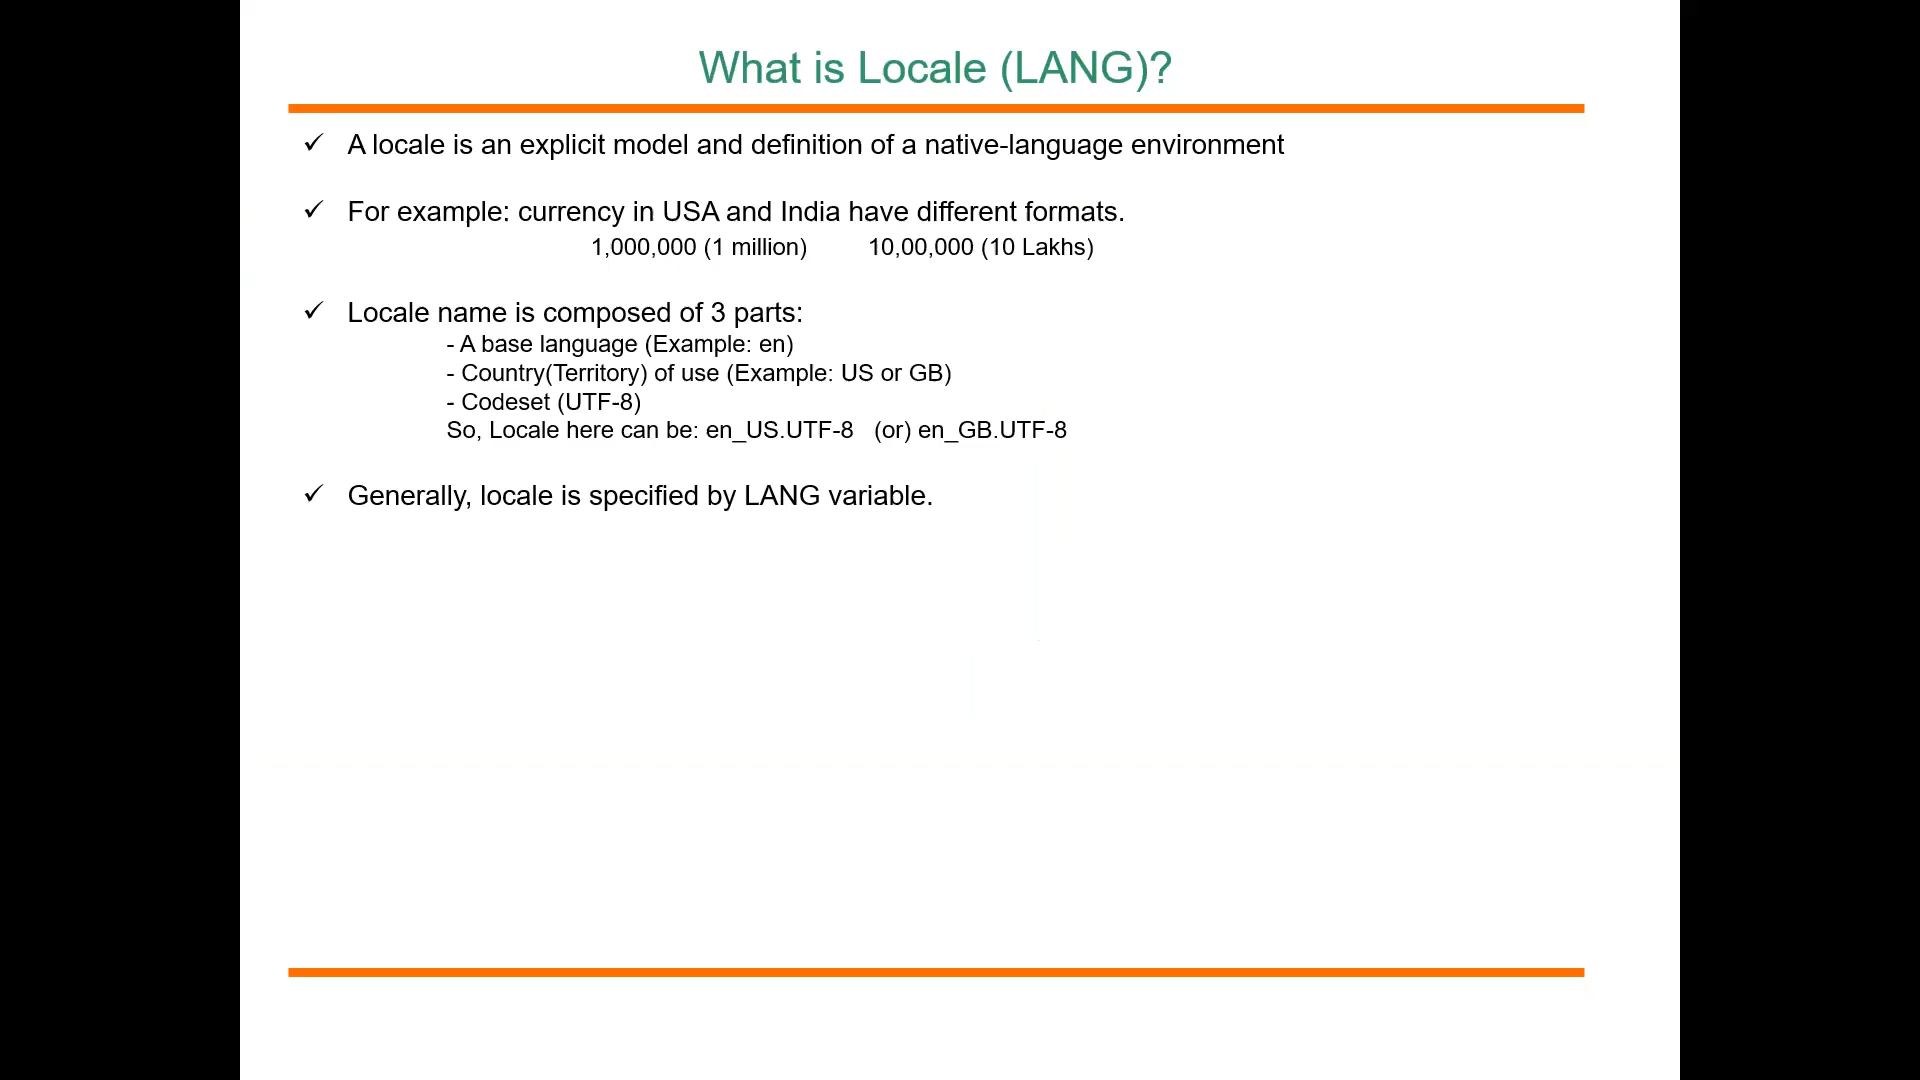 What is Locale (LANG)?
✓ A locale is an explicit model and definition of a native-language environment
✓ For example: currency in USA and India have different formats.
1,000,000 (1 million) 10,00,000 (10 Lakhs)
✓ Locale name is composed of 3 parts:
- A base language (Example: en)
- Country(Territory) of use (Example: US or GB)
- Codeset (UTF-8)
So, Locale here can be: en_US.UTF-8 (or) en_GB.UTF-8
✓ Generally, locale is specified by LANG variable.